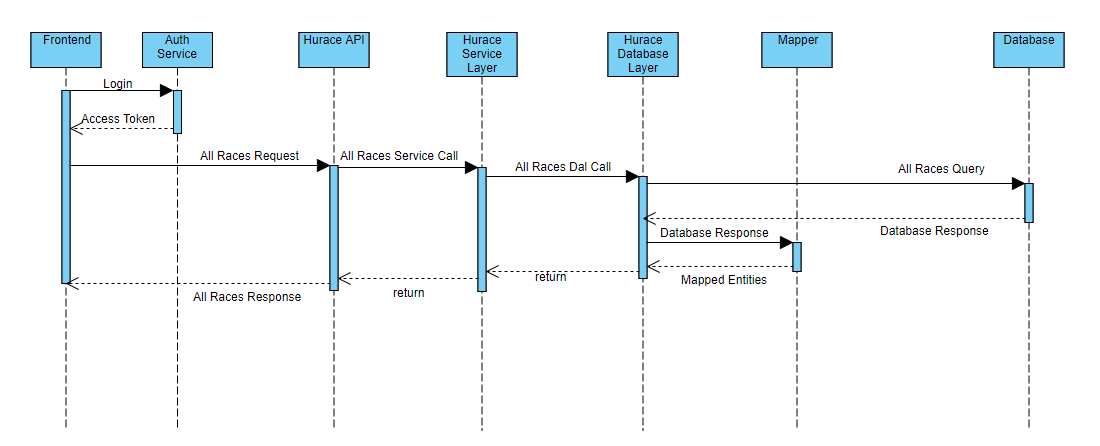 Frontend
Auth
Service
Hurace API
Hurace
Service
Layer
Hurace
Database
Layer
Mapper
Database
Login
Access Token
All Races Request
All Races Service Call
All Races Dal Call
All Races Query
Database Response
Database Response
Mapped Entities
return
return
All Races Response